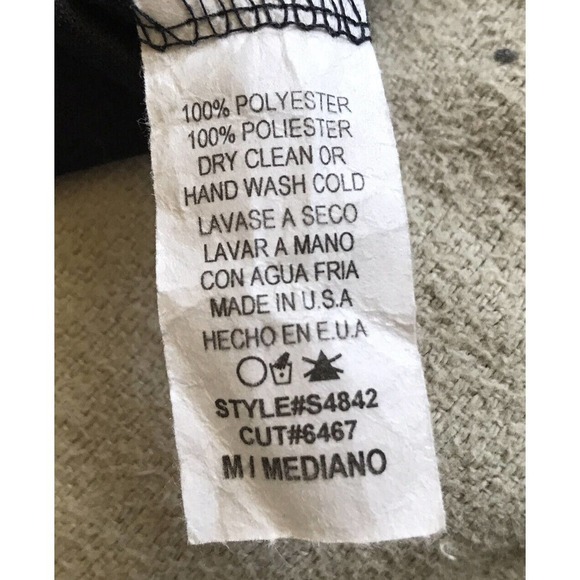 100% POLYESTER
100% POLIESTER
DRY CLEAN OR
HAND WASH COLD
LAVASE A SECO
LAVAR A MANO
CON AGUA FRIA
MADE IN U.S.A
HECHO EN E.U.A
STYLE#S4842
CUT#6467
M I MEDIANO